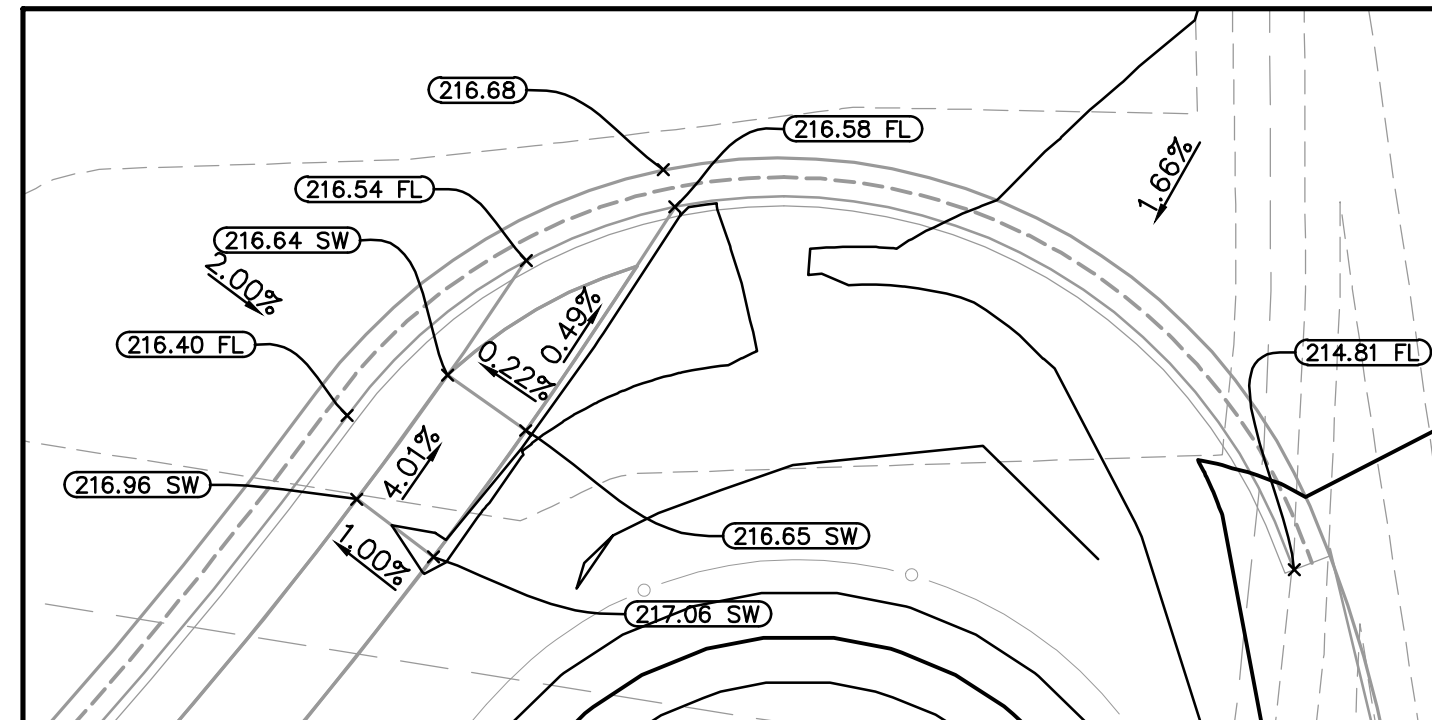 216.68
216.58 FL
1.66%
216.54 FL
216.64 SW
2.00%
0.49%
216.40 FL
0.22%
214.81 FL
4.01%
216.96 SW
216.65 SW
1.00%
217.06 SW